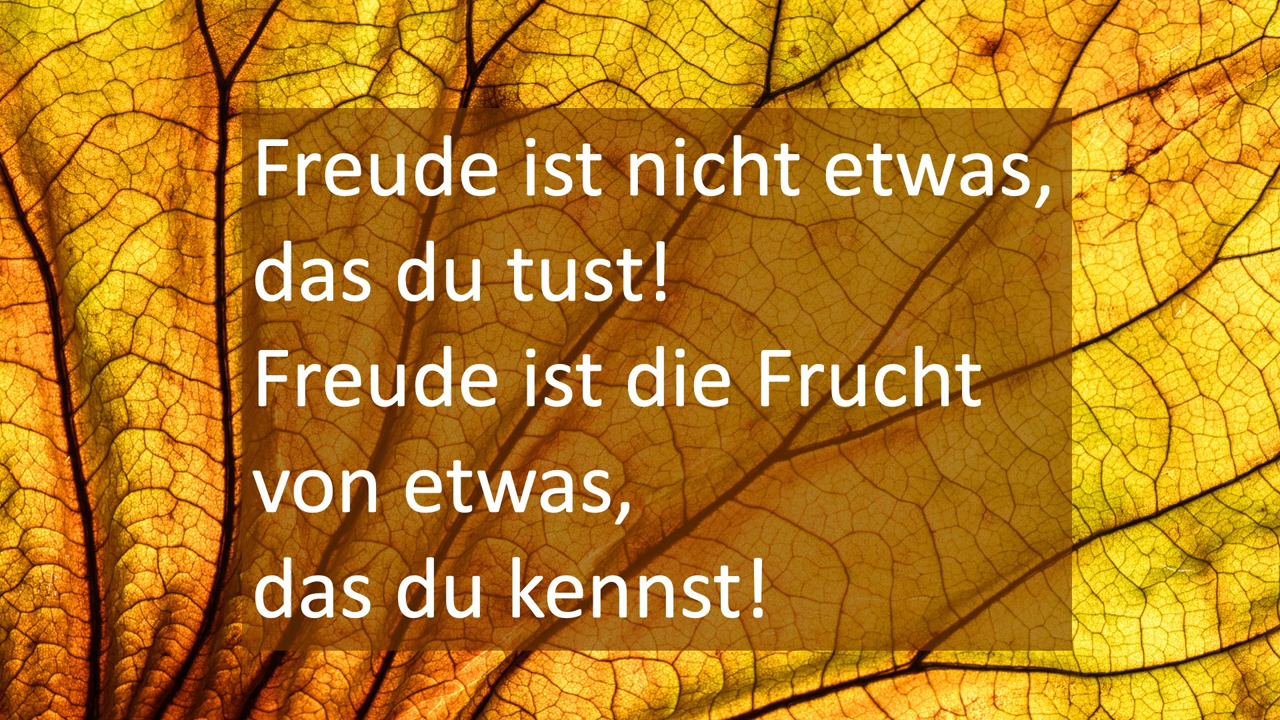 Freude ist nicht etwas,
das du tust!
Freude ist die Frucht
von etwas,
das du kennst!